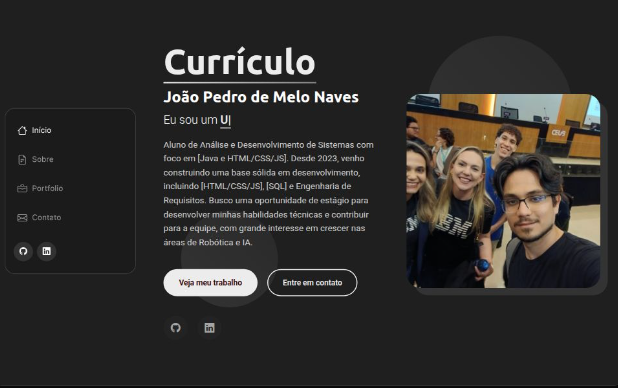 Início
Sobre
Portfolio
Contato
Currículo
João Pedro de Melo Naves
Eu sou um U|
Aluno de Análise e Desenvolvimento de Sistemas com
foco em [Java e HTML/CSS/JS]. Desde 2023, venho
construindo uma base sólida em desenvolvimento,
incluindo [HTML/CSS/JS], [SQL] e Engenharia de
Requisitos. Busco uma oportunidade de estágio para
desenvolver minhas habilidades técnicas e contribuir
para a equipe, com grande interesse em crescer nas
áreas de Robótica e IA.
Veja meu trabalho
Entre em contato